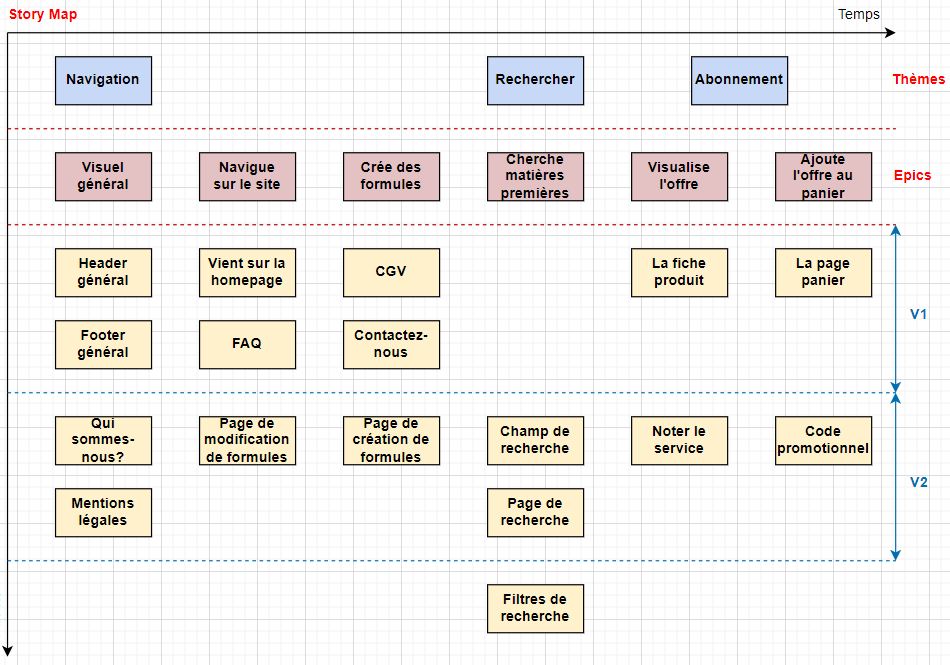 Story Map
Temps
Navigation
Rechercher
Abonnement
Thèmes
Visuel
général
Navigue
sur le site
Crée des
formules
Cherche
matières
premières
Visualise
l'offre
Ajoute
l'offre au
panier
Epics
Header
général
Vient sur la
homepage
CGV
La fiche
produit
La page
panier
V1
Footer
général
FAQ
Contactez-
nous
Qui
sommes-
nous?
Page de
modification
de formules
Page de
création de
formules
Champ de
recherche
Noter le
service
Code
promotionnel
V2
Mentions
légales
Page de
recherche
Filtres de
recherche